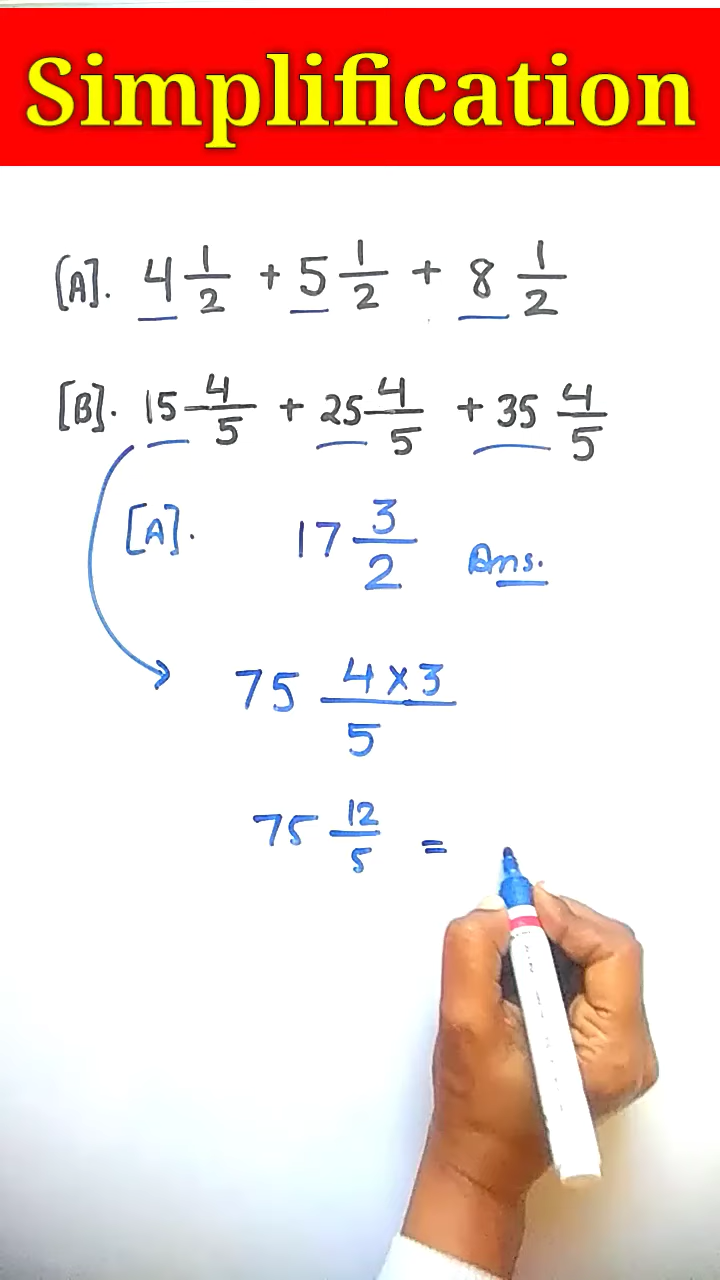 Simplification
[A]. 4 1/2 + 5 1/2 + 8 1/2
[B]. 15 4/5 + 25 4/5 + 35 4/5
[A]. 17 3/2 Ans.
75 4×3/5
75 12/5 =